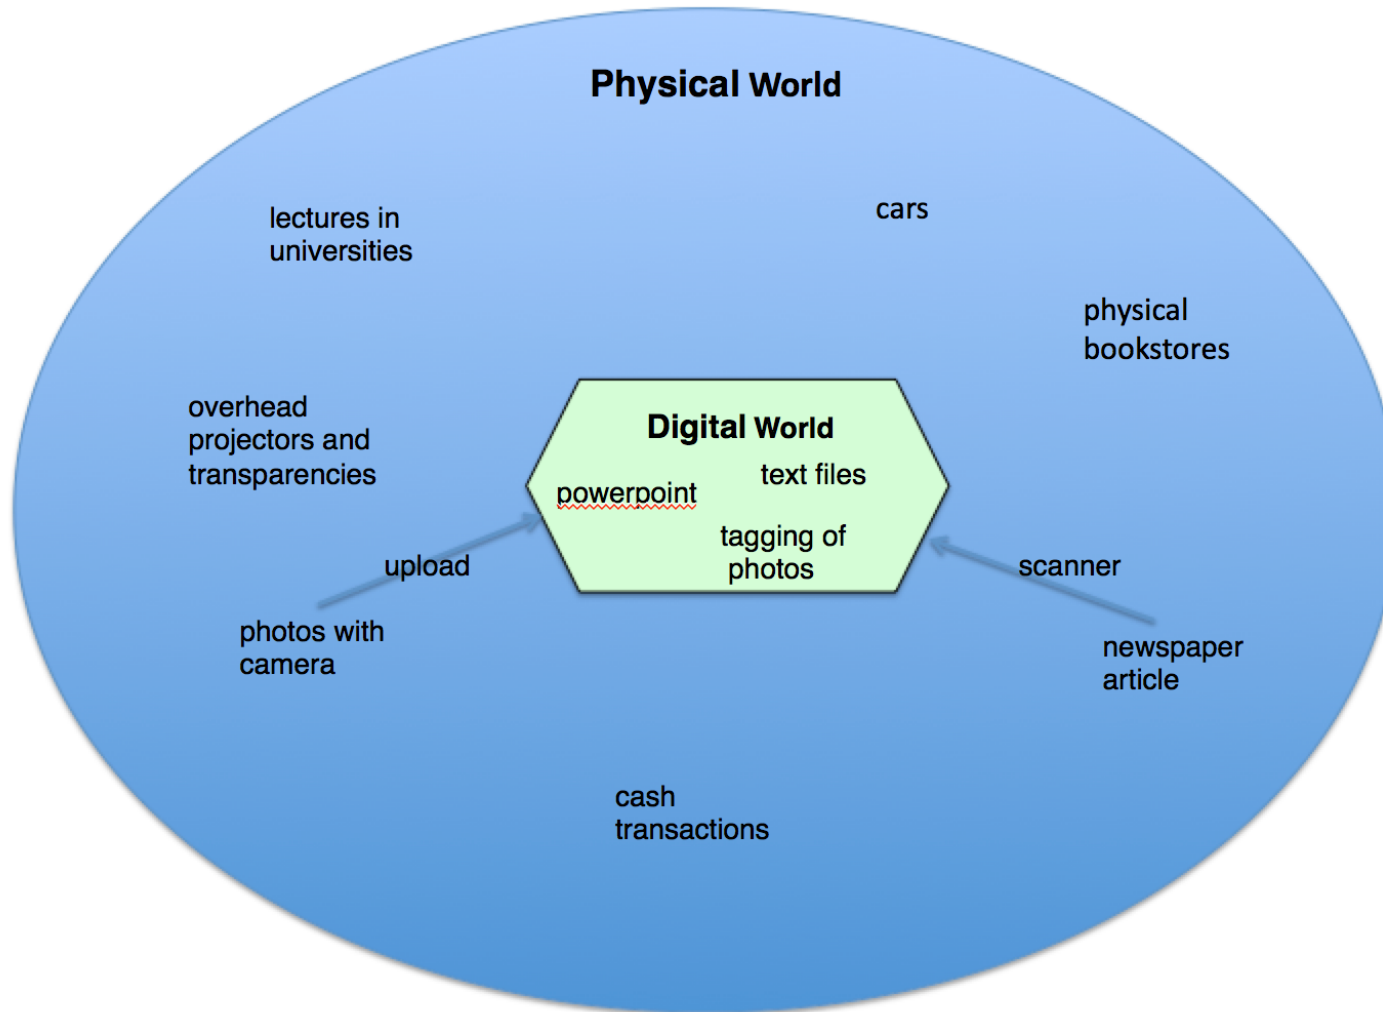 Physical World
lectures in
universities
cars
physical
bookstores
overhead
projectors and
transparencies
Digital World
text files
powerpoint
tagging of
photos
upload
scanner
photos with
camera
newspaper
article
cash
transactions